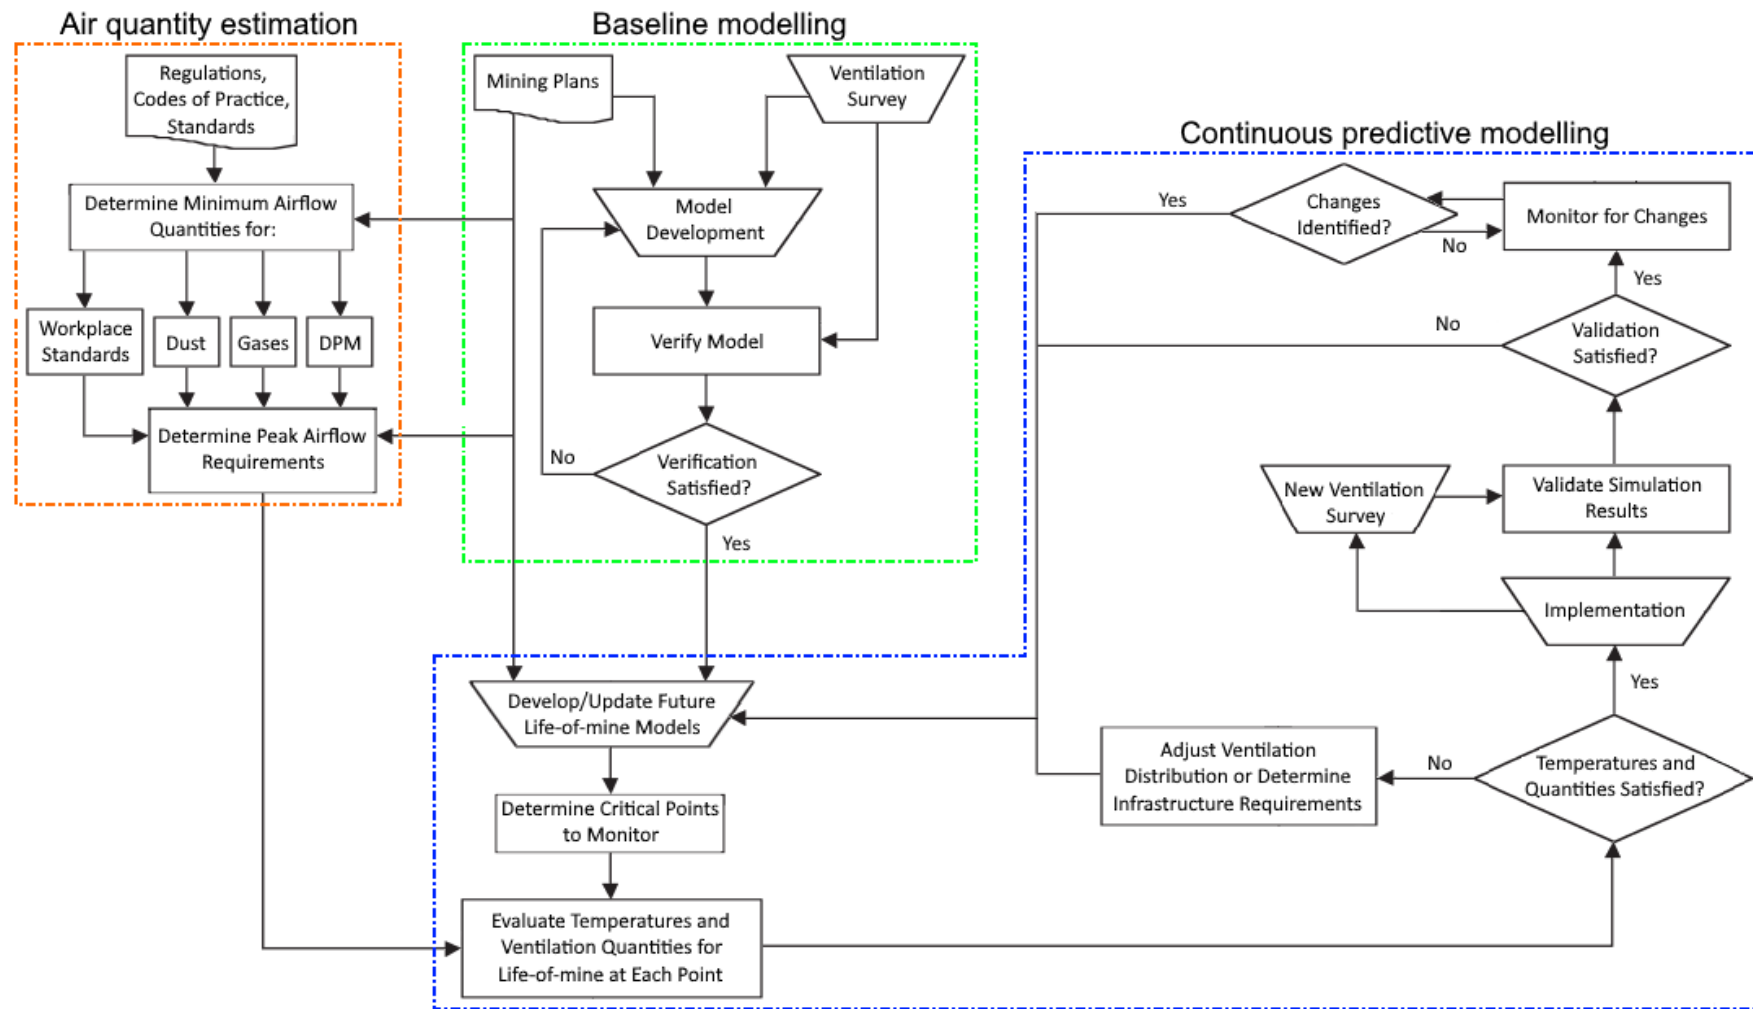 Air quantity estimation
Regulations,
Codes of Practice,
Standards
Determine Minimum Airflow
Quantities for:
Workplace
Standards
Dust
Gases
DPM
Determine Peak Airflow
Requirements
Baseline modelling
Mining Plans
Ventilation
Survey
Model
Development
Verify Model
Verification
Satisfied?
No
Yes
Continuous predictive modelling
Changes
Identified?
Yes
No
Monitor for Changes
Yes
Validation
Satisfied?
No
New Ventilation
Survey
Validate Simulation
Results
Implementation
Yes
Temperatures and
Quantities Satisfied?
No
Adjust Ventilation
Distribution or Determine
Infrastructure Requirements
Develop/Update Future
Life-of-mine Models
Determine Critical Points
to Monitor
Evaluate Temperatures and
Ventilation Quantities for
Life-of-mine at Each Point